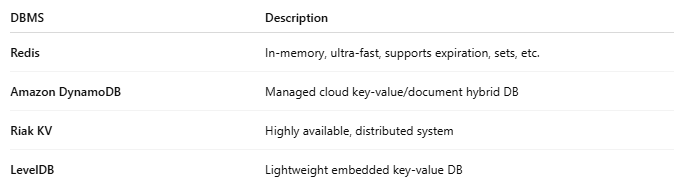 DBMS Description
Redis In-memory, ultra-fast, supports expiration, sets, etc.
Amazon DynamoDB Managed cloud key-value/document hybrid DB
Riak KV Highly available, distributed system
LevelDB Lightweight embedded key-value DB